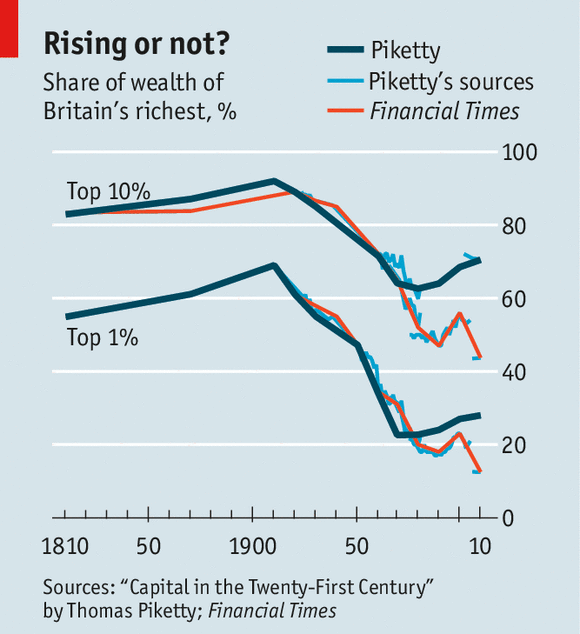 Rising or not?
Share of wealth of
Britain's richest, %
Piketty
Piketty's sources
Financial Times
100
Top 10%
80
60
Top 1%
40
20
0
1810 50 1900 50 10
Sources: "Capital in the Twenty-First Century"
by Thomas Piketty; Financial Times